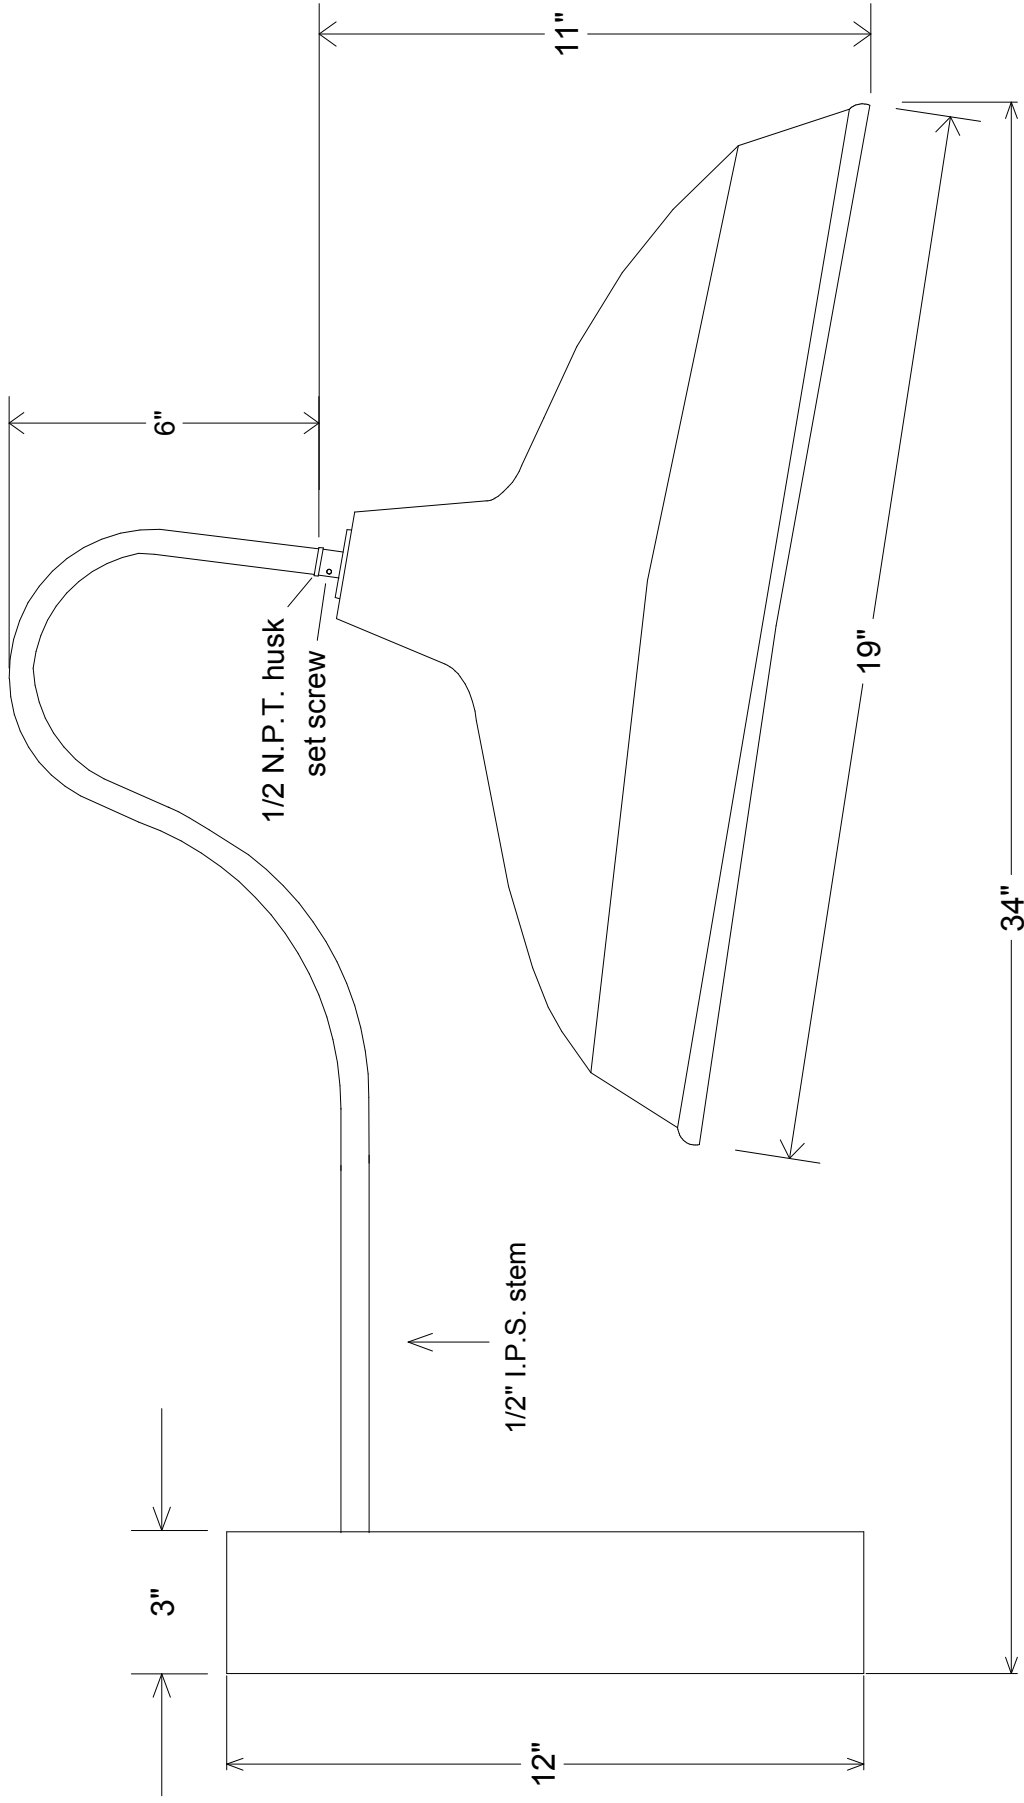 12"
3"
1/2" I.P.S. stem
34"
19"
1/2 N.P.T. husk
set screw
6"
11"